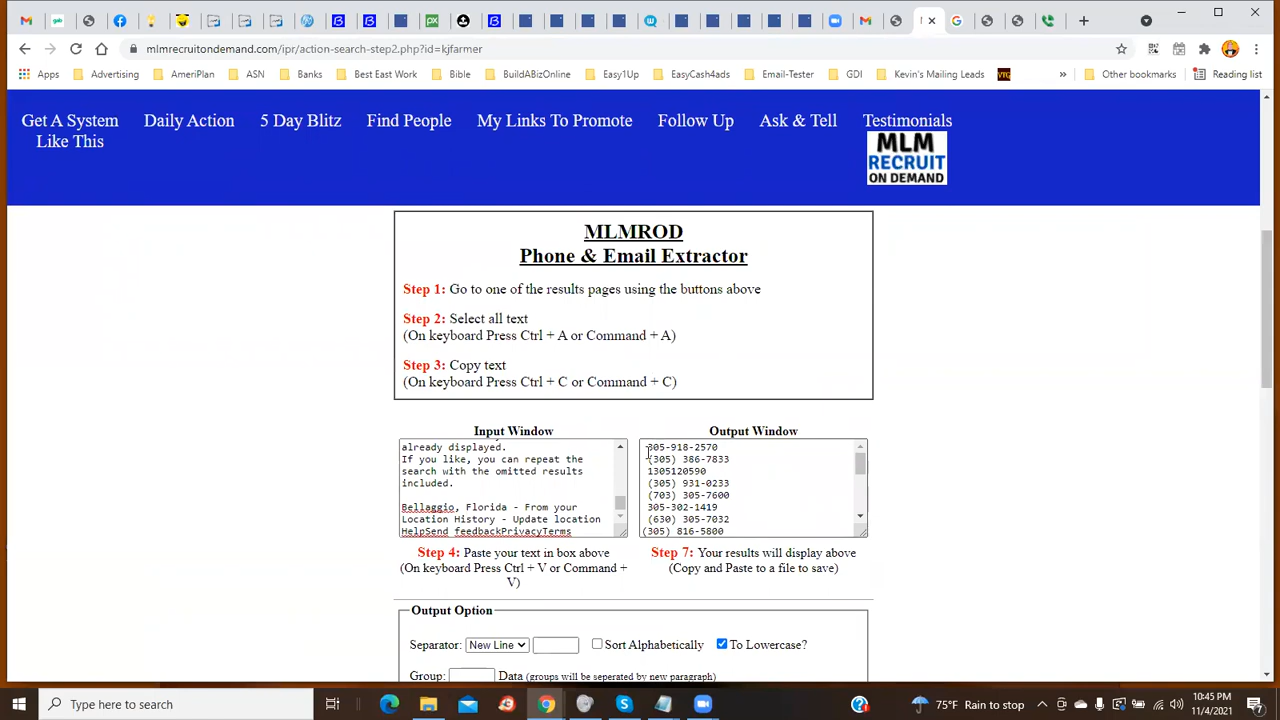 mlmrecruitondemand.com/ipr/action-search-step2.php?id=kjfarmer
Apps
Advertising
AmeriPlan
ASN
Banks
Best East Work
Bible
BuildABizOnline
Easy1Up
EasyCash4ads
Email-Tester
GDI
Kevin's Mailing Leads
VTG
»
Other bookmarks
Reading list
Get A System Like This
Daily Action
5 Day Blitz
Find People
My Links To Promote
Follow Up
Ask & Tell
Testimonials
MLM
RECRUIT
ON DEMAND
MLMROD
Phone & Email Extractor
Step 1: Go to one of the results pages using the buttons above
Step 2: Select all text
(On keyboard Press Ctrl + A or Command + A)
Step 3: Copy text
(On keyboard Press Ctrl + C or Command + C)
Input Window
already displayed.
If you like, you can repeat the
search with the omitted results
included.
Bellaggio, Florida - From your
Location History - Update location
HelpSend feedbackPrivacyTerms
Step 4: Paste your text in box above
(On keyboard Press Ctrl + V or Command +
V)
Output Window
305-918-2570
(305) 386-7833
1305120590
(305) 931-0233
(703) 305-7600
305-302-1419
(630) 305-7032
(305) 816-5800
Step 7: Your results will display above
(Copy and Paste to a file to save)
Output Option
Separator: New Line Sort Alphabetically To Lowercase?
Group: Data (groups will be seperated by new paragraph)
Type here to search
75°F Rain to stop
10:45 PM
11/4/2021